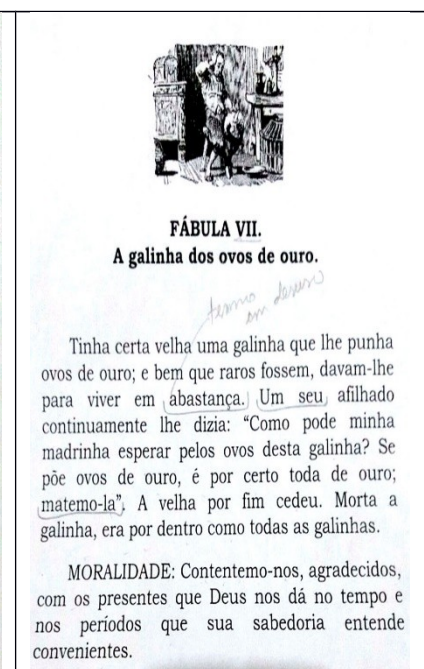 FÁBULA VII.
A galinha dos ovos de ouro.
termo
em desuso
Tinha certa velha uma galinha que lhe punha
ovos de ouro; e bem que raros fossem, davam-lhe
para viver em abastança. Um seu afilhado
continuamente lhe dizia: “Como pode minha
madrinha esperar pelos ovos desta galinha? Se
põe ovos de ouro, é por certo toda de ouro;
matemo-la”. A velha por fim cedeu. Morta a
galinha, era por dentro como todas as galinhas.
MORALIDADE: Contentemo-nos, agradecidos,
com os presentes que Deus nos dá no tempo e
nos períodos que sua sabedoria entende
convenientes.